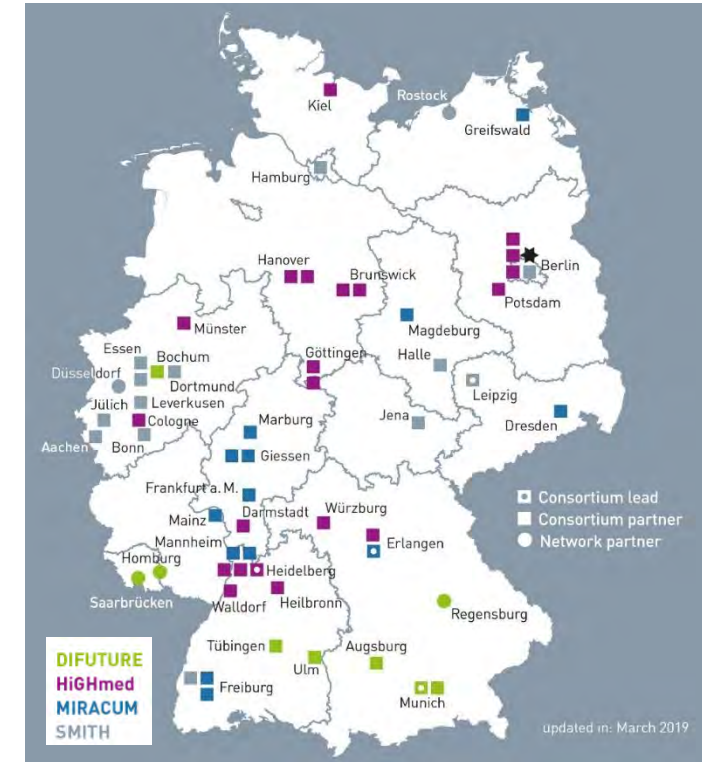 Kiel
Rostock
Greifswald
Hamburg
Hanover
Brunswick
Berlin
Potsdam
Münster
Magdeburg
Essen
Bochum
Göttingen
Halle
Düsseldorf
Dortmund
Leipzig
Jülich
Leverkusen
Cologne
Marburg
Jena
Dresden
Aachen
Bonn
Giessen
Frankfurt a. M.
Mainz
Darmstadt
Würzburg
Consortium lead
Consortium partner
Network partner
Mannheim
Erlangen
Homburg
Heidelberg
Saarbrücken
Walldorf
Heilbronn
Regensburg
Tübingen
Augsburg
Ulm
Freiburg
Munich
DIFUTURE
HiGHmed
MIRACUM
SMITH
updated in: March 2019